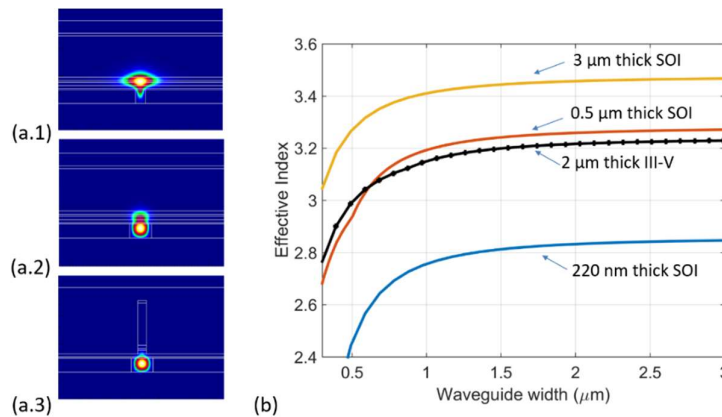 (a.1)
(a.2)
(a.3)
(b)
Effective Index
3.6
3.4
3.2
3
2.8
2.6
2.4
3 μm thick SOI
0.5 μm thick SOI
2 μm thick III-V
220 nm thick SOI
0.5
1
1.5
2
2.5
3
Waveguide width (μm)